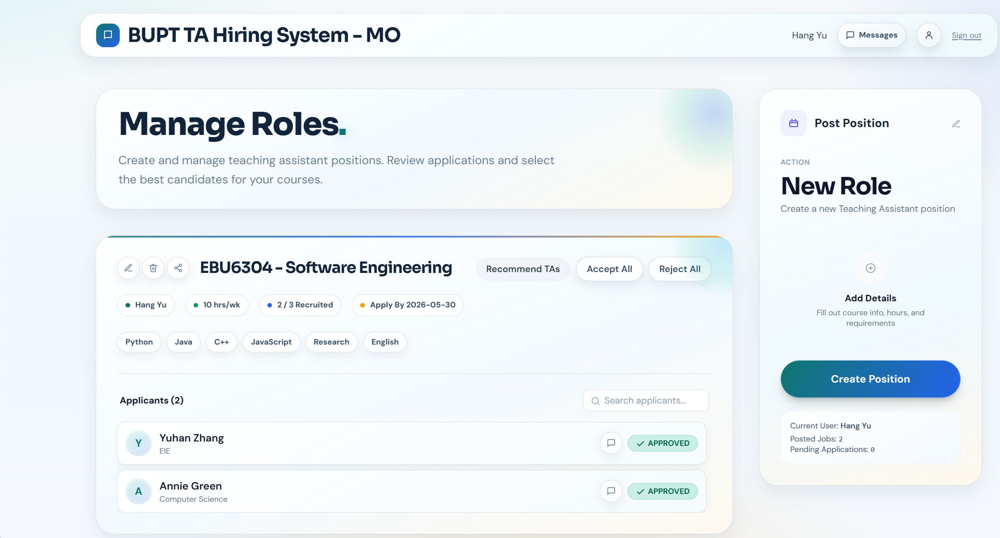 BUPT TA Hiring System - MO
Hang Yu
Messages
Sign out
Manage Roles.
Create and manage teaching assistant positions. Review applications and select
the best candidates for your courses.
EBU6304 - Software Engineering
Recommend TAs
Accept All
Reject All
Hang Yu
10 hrs/wk
2 / 3 Recruited
Apply By 2026-05-30
Python
Java
C++
JavaScript
Research
English
Applicants (2)
Search applicants...
Y
Yuhan Zhang
EIE
APPROVED
A
Annie Green
Computer Science
APPROVED
Post Position
ACTION
New Role
Create a new Teaching Assistant position
Add Details
Fill out course info, hours, and
requirements
Create Position
Current User: Hang Yu
Posted Jobs: 2
Pending Applications: 0